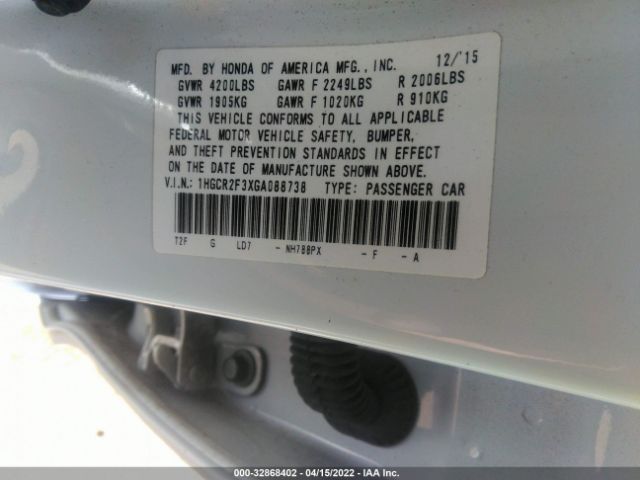 MFD. BY HONDA OF AMERICA MFG., INC. 12/'15
GVWR 4200LBS GAWR F 2249LBS R 2006LBS
GVWR 1905KG GAWR F 1020KG R 910KG
THIS VEHICLE CONFORMS TO ALL APPLICABLE
FEDERAL MOTOR VEHICLE SAFETY, BUMPER,
AND THEFT PREVENTION STANDARDS IN EFFECT
ON THE DATE OF MANUFACTURE SHOWN ABOVE.
V.I.N.: 1HGCR2F3XGA088738 TYPE: PASSENGER CAR
T2F G LD7 - NH788PX - F - A
000-32868402 - 04/15/2022 - IAA Inc.